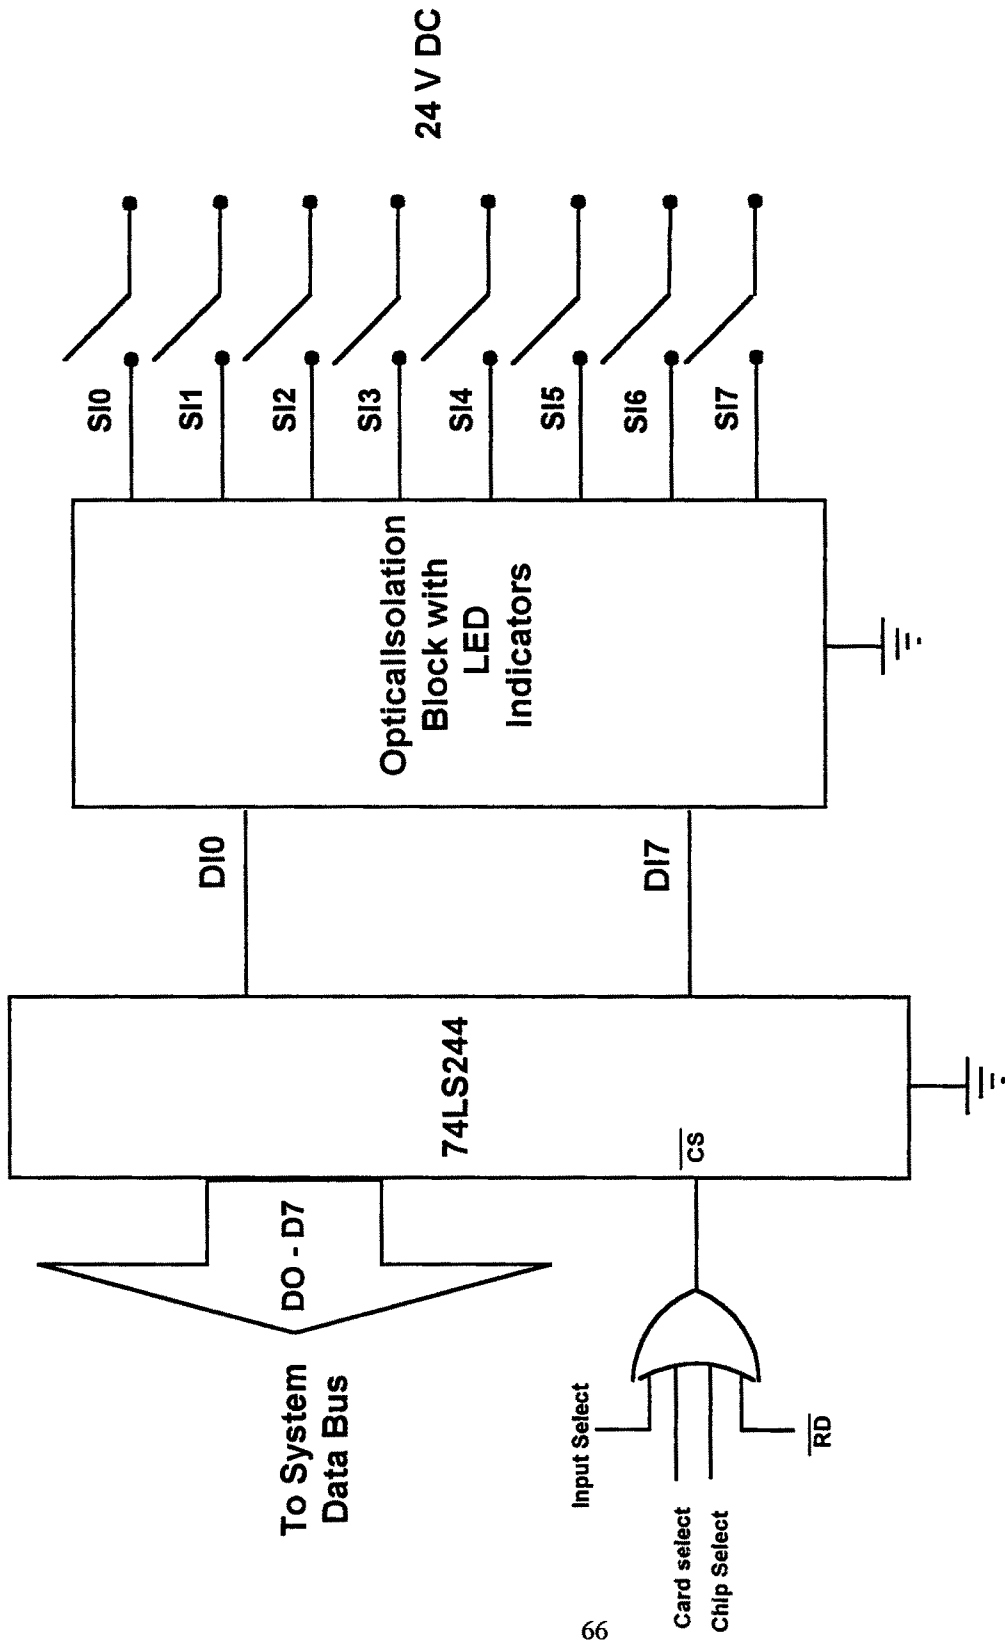 24 V DC
SI0
SI1
SI2
SI3
SI4
SI5
SI6
SI7
OpticalIsolation
Block with
LED
Indicators
DI0
DI7
74LS244
CS
DO - D7
To System
Data Bus
Input Select
Card select
Chip Select
RD
66